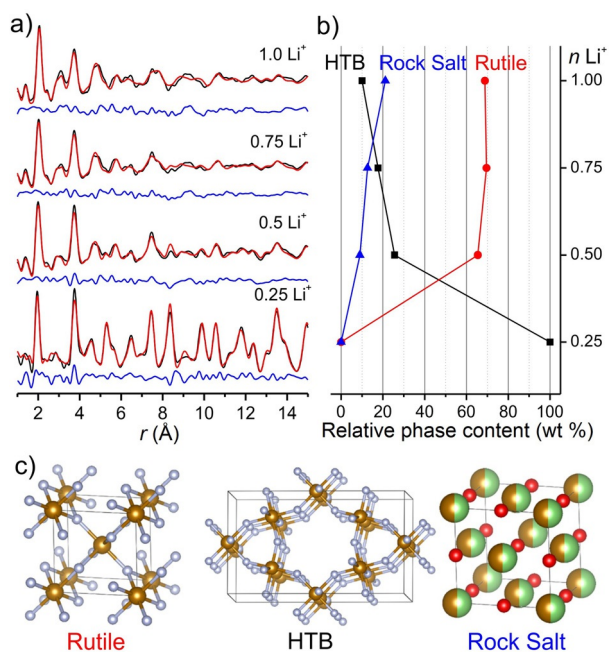 a)
1.0 Li⁺
0.75 Li⁺
0.5 Li⁺
0.25 Li⁺
2 4 6 8 10 12 14
r (Å)
b)
HTB Rock Salt Rutile
n Li⁺
1.00
0.75
0.50
0.25
0 20 40 60 80 100
Relative phase content (wt %)
c)
Rutile HTB Rock Salt